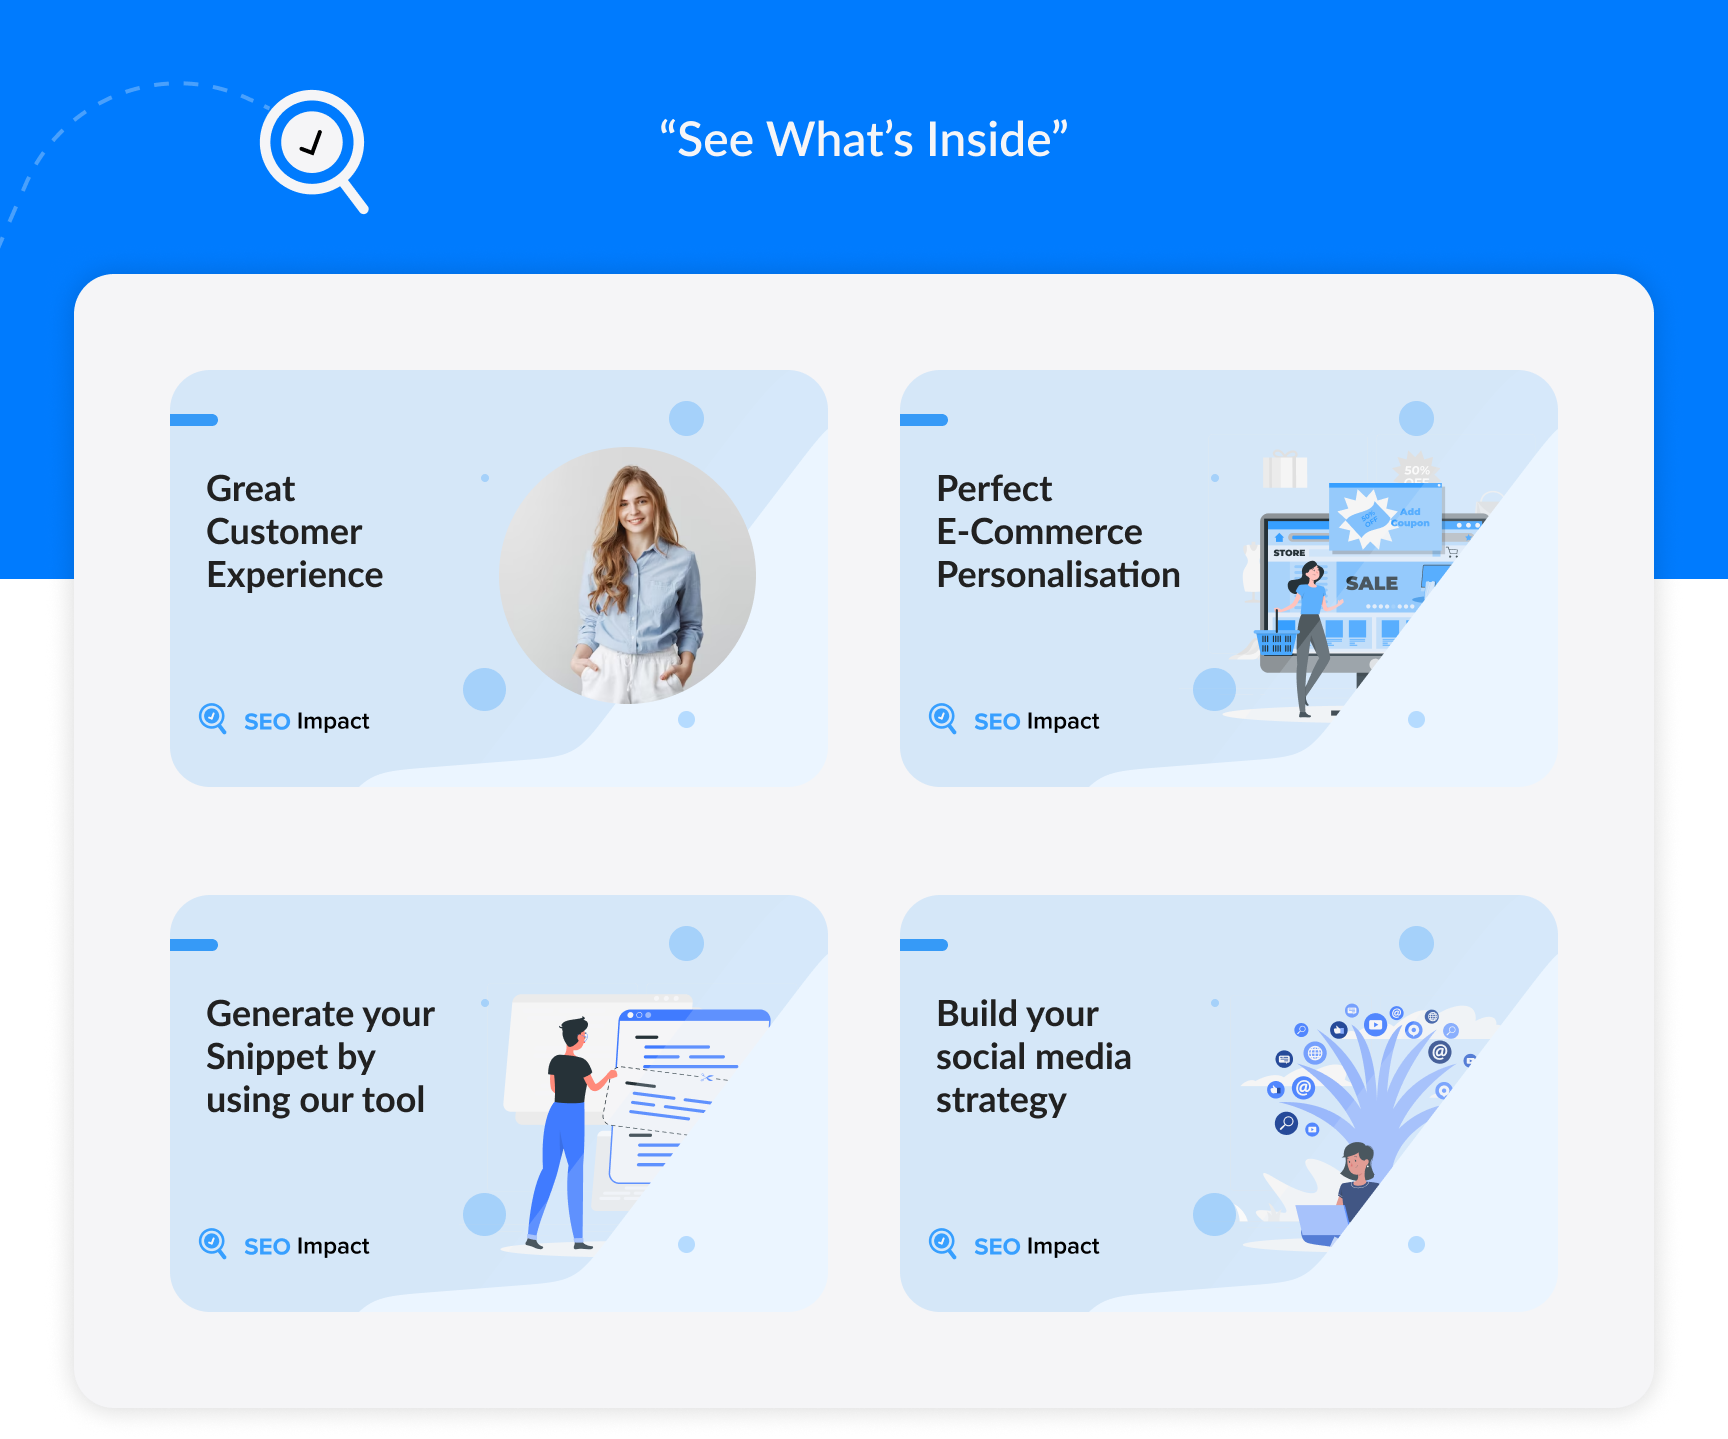 “See What’s Inside”
Great
Customer
Experience
SEO Impact
Perfect
E-Commerce
Personalisation
50%
OFF
50%
OFF
Add
Coupon
STORE
SALE
SEO Impact
Generate your
Snippet by
using our tool
SEO Impact
Build your
social media
strategy
@
@
@
SEO Impact